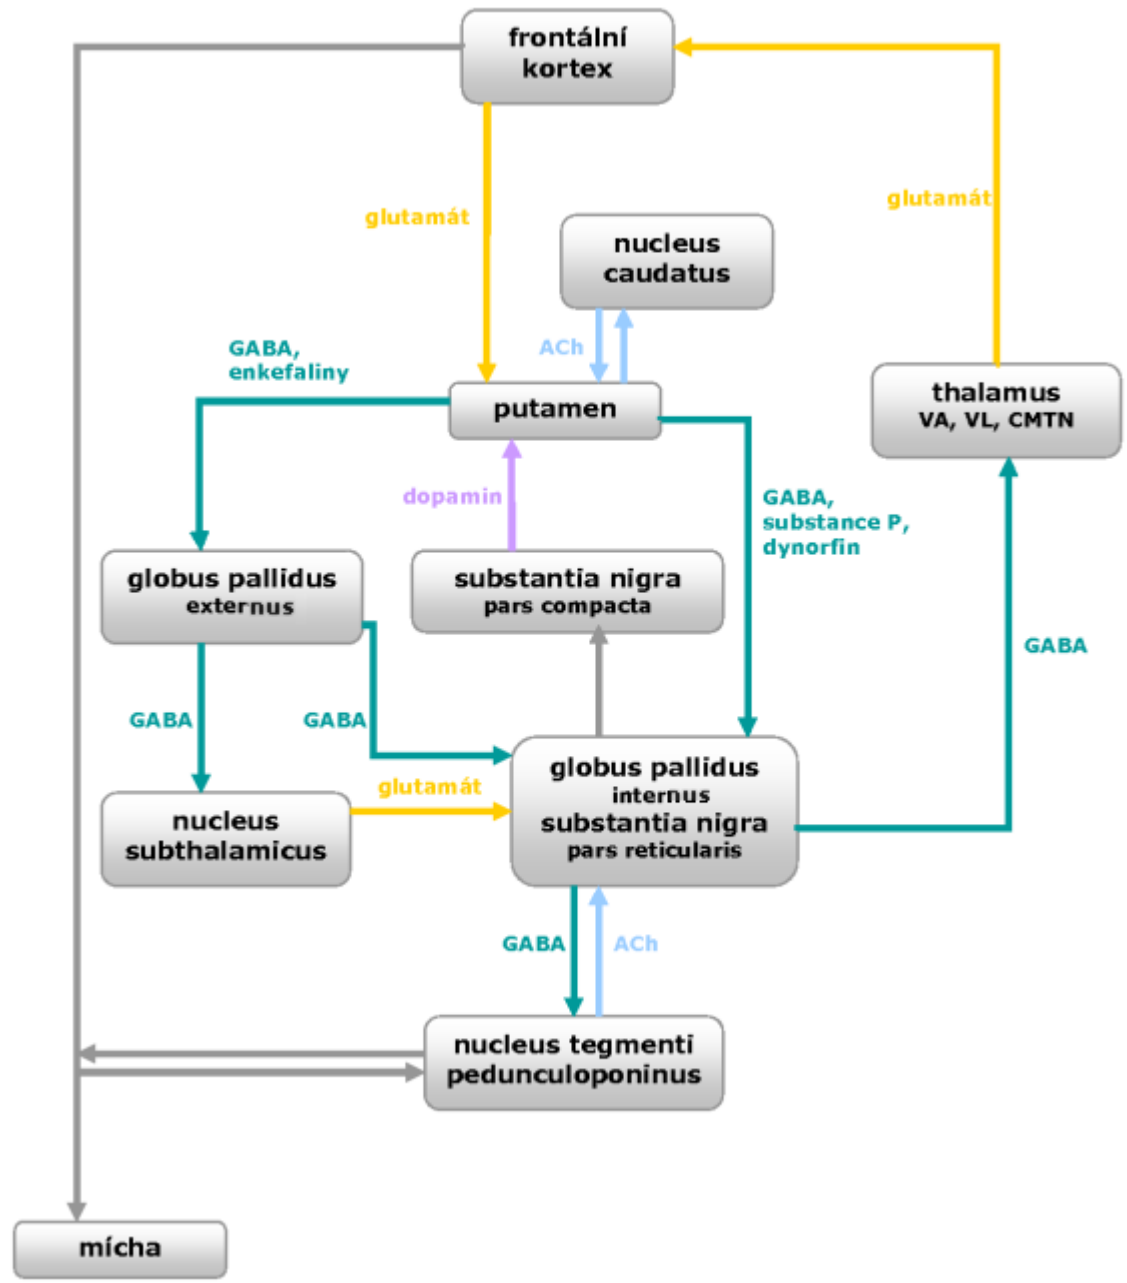 frontální
kortex
glutamát
glutamát
nucleus
caudatus
ACh
GABA,
enkefaliny
putamen
thalamus
VA, VL, CMTN
dopamin
GABA,
substance P,
dynorfin
globus pallidus
externus
substantia nigra
pars compacta
GABA
GABA
GABA
globus pallidus
internus
substantia nigra
pars reticularis
glutamát
nucleus
subthalamicus
GABA
ACh
nucleus tegmenti
pedunculoponinus
mícha